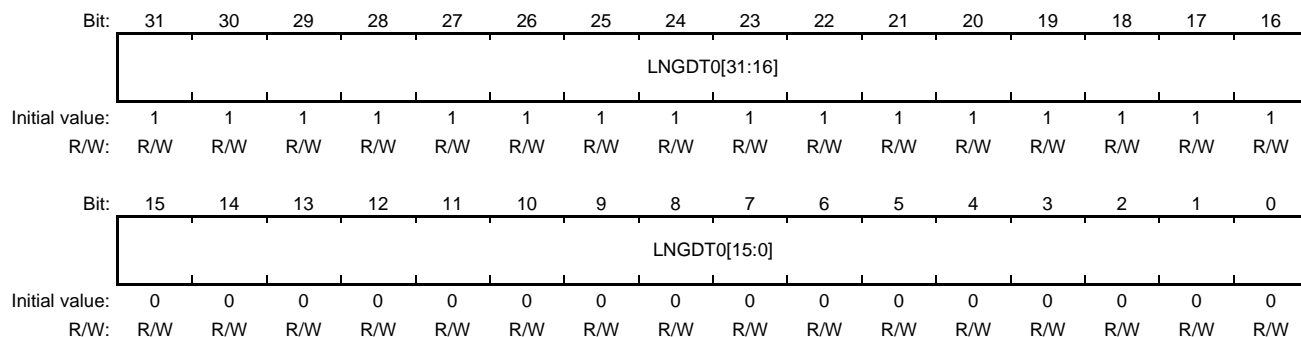 Bit: 31 30 29 28 27 26 25 24 23 22 21 20 19 18 17 16
LNGDT0[31:16]
Initial value: 1 1 1 1 1 1 1 1 1 1 1 1 1 1 1 1
R/W: R/W R/W R/W R/W R/W R/W R/W R/W R/W R/W R/W R/W R/W R/W R/W R/W
Bit: 15 14 13 12 11 10 9 8 7 6 5 4 3 2 1 0
LNGDT0[15:0]
Initial value: 0 0 0 0 0 0 0 0 0 0 0 0 0 0 0 0
R/W: R/W R/W R/W R/W R/W R/W R/W R/W R/W R/W R/W R/W R/W R/W R/W R/W